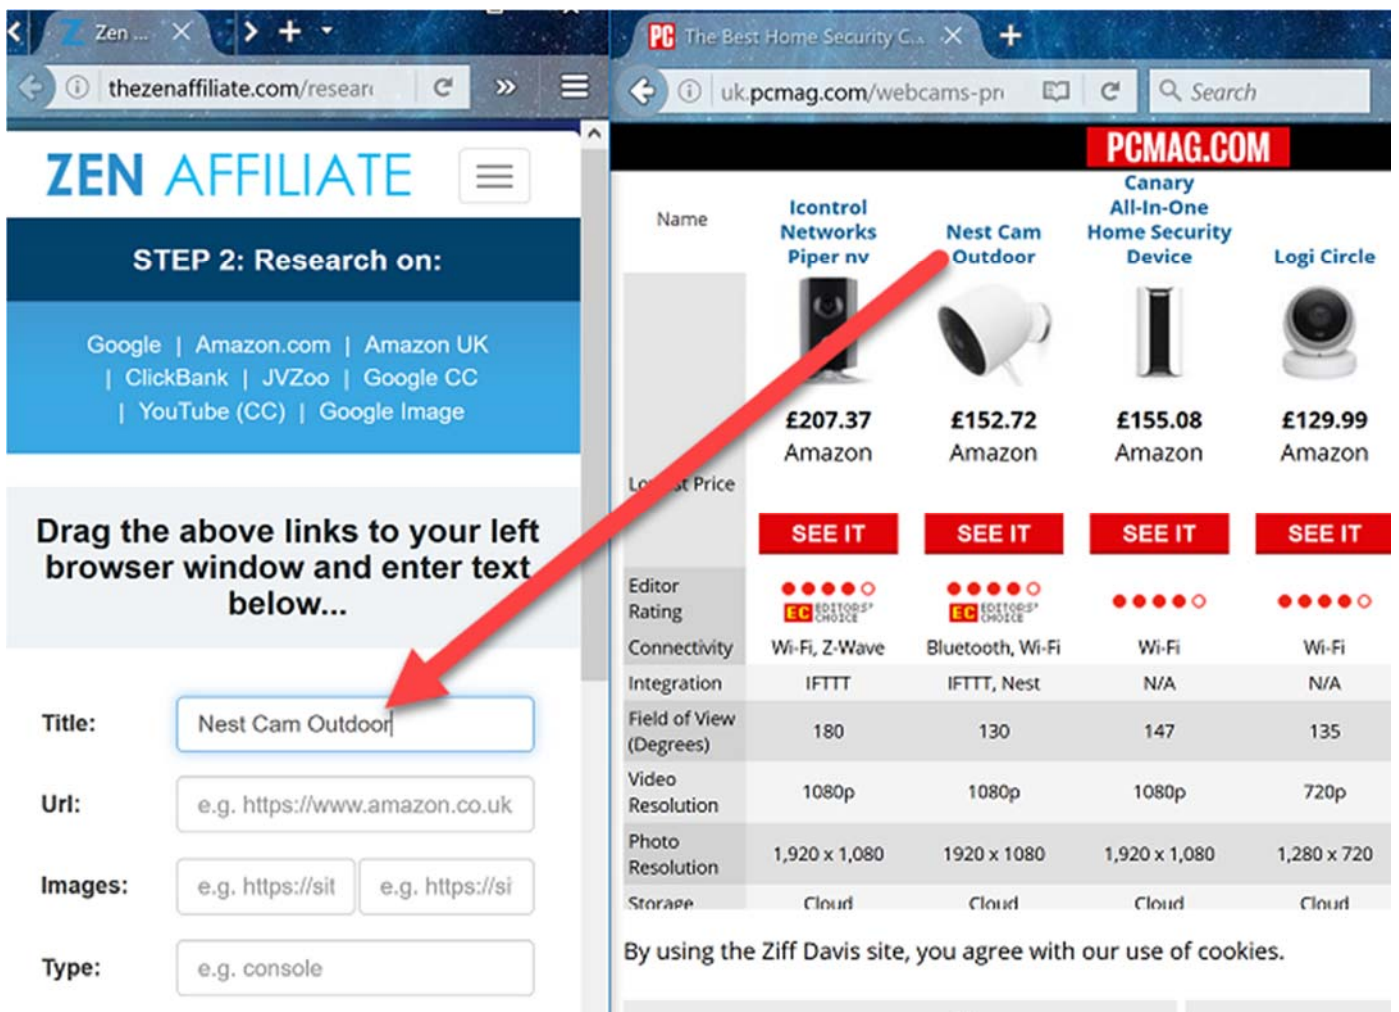 Zen ...
thezenaffiliate.com/researc
ZEN AFFILIATE
STEP 2: Research on:
Google | Amazon.com | Amazon UK
| ClickBank | JVZoo | Google CC
| YouTube (CC) | Google Image
Drag the above links to your left
browser window and enter text
below...
Title: Nest Cam Outdoor
Url: e.g. https://www.amazon.co.uk
Images: e.g. https://sit e.g. https://si
Type: e.g. console
PC The Best Home Security C...
uk.pcmag.com/webcams-pr Search
PCMAG.COM
Name
Icontrol
Networks
Piper nv
Nest Cam
Outdoor
Canary
All-In-One
Home Security
Device
Logi Circle
£207.37 £152.72 £155.08 £129.99
Amazon Amazon Amazon Amazon
Price
SEE IT SEE IT SEE IT SEE IT
Editor
Rating
EC EDITORS' CHOICE EC EDITORS' CHOICE
Connectivity Wi-Fi, Z-Wave Bluetooth, Wi-Fi Wi-Fi Wi-Fi
Integration IFTTT IFTTT, Nest N/A N/A
Field of View
(Degrees) 180 130 147 135
Video
Resolution 1080p 1080p 1080p 720p
Photo
Resolution 1,920 x 1,080 1920 x 1080 1,920 x 1,080 1,280 x 720
Storage Cloud Cloud Cloud Cloud
By using the Ziff Davis site, you agree with our use of cookies.